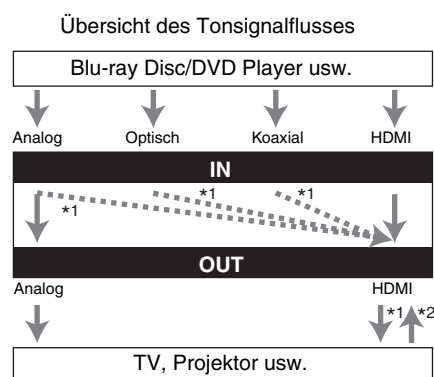 Übersicht des Tonsignalflusses
Blu-ray Disc/DVD Player usw.
Analog Optisch Koaxial HDMI
IN
*1 *1 *1
OUT
Analog HDMI
*1 *2
TV, Projektor usw.